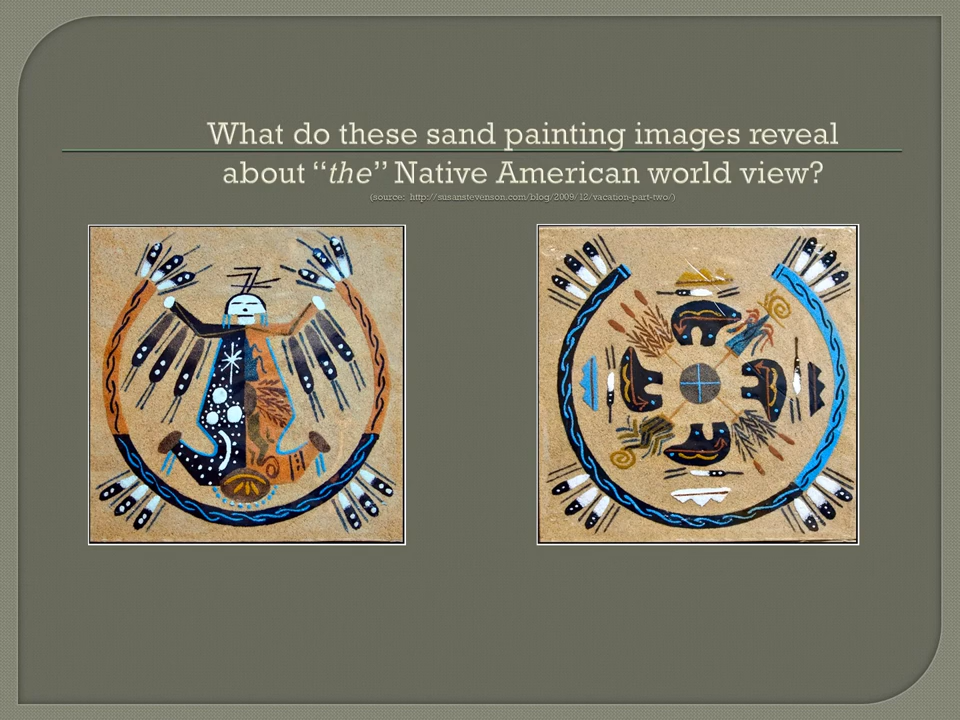 What do these sand painting images reveal
about “the” Native American world view?
(source: http://susanstevenson.com/blog/2009/12/vacation-part-two/)